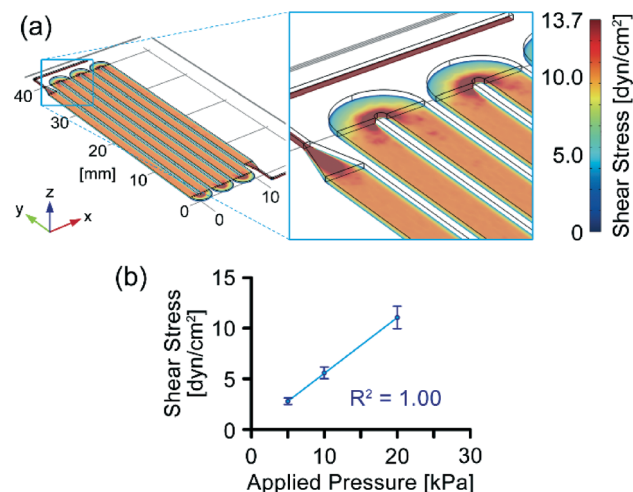 (a)
40
30
20
[mm]
10
0
0
10
z
y
x
13.7
10.0
5.0
0
Shear Stress [dyn/cm²]
(b)
Shear Stress
[dyn/cm²]
15
10
5
0
R² = 1.00
0 10 20 30
Applied Pressure [kPa]